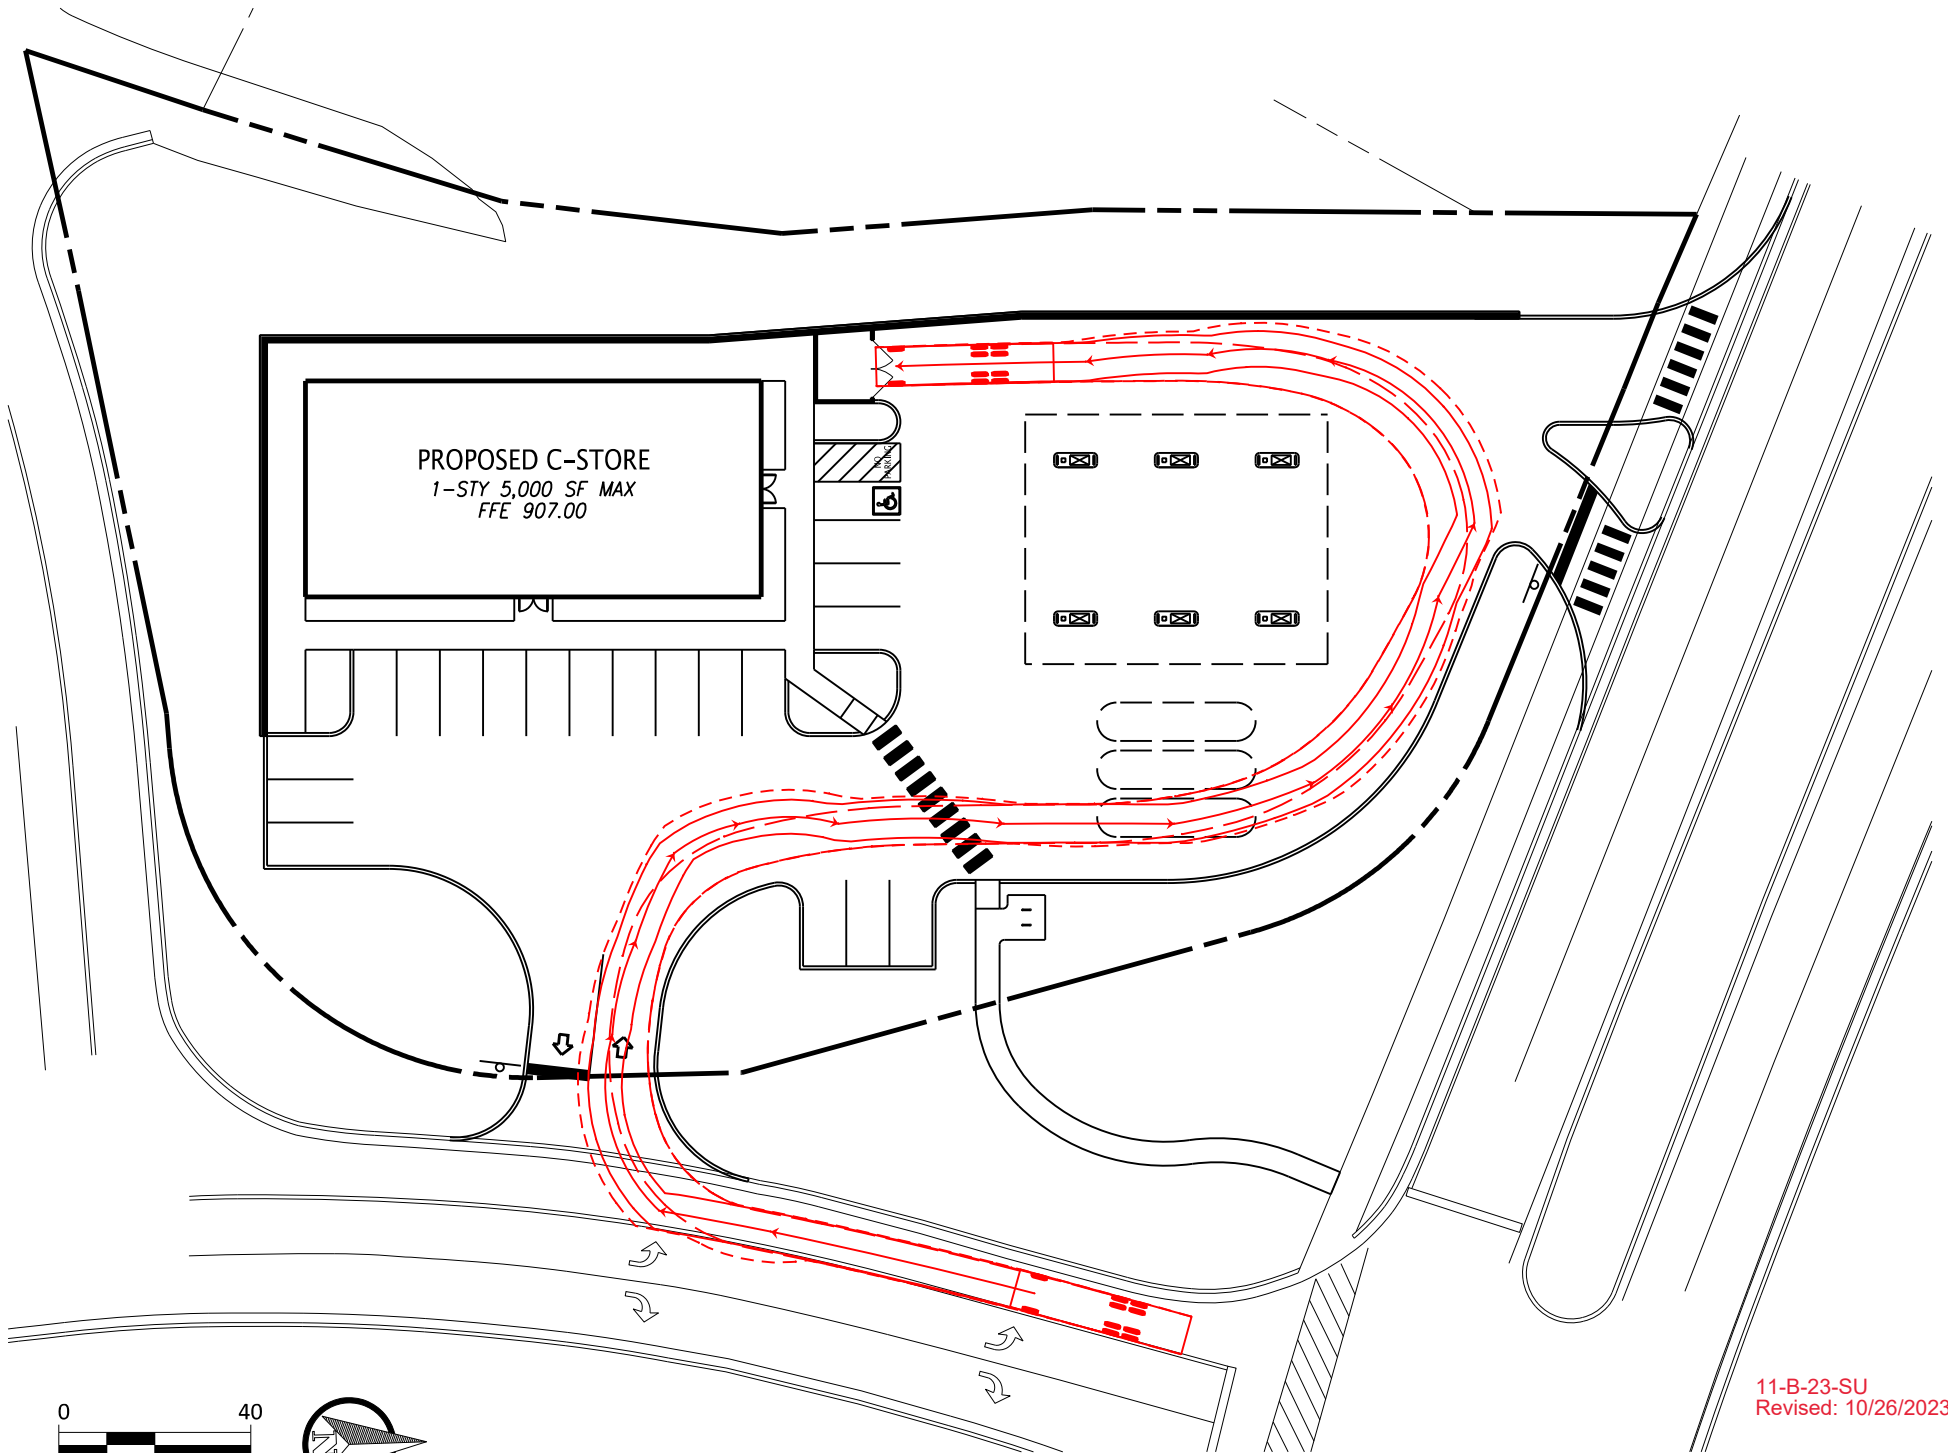 PROPOSED C-STORE
1-STY 5,000 SF MAX
FFE 907.00
NO
PARKING
0 40
N
11-B-23-SU
Revised: 10/26/2023